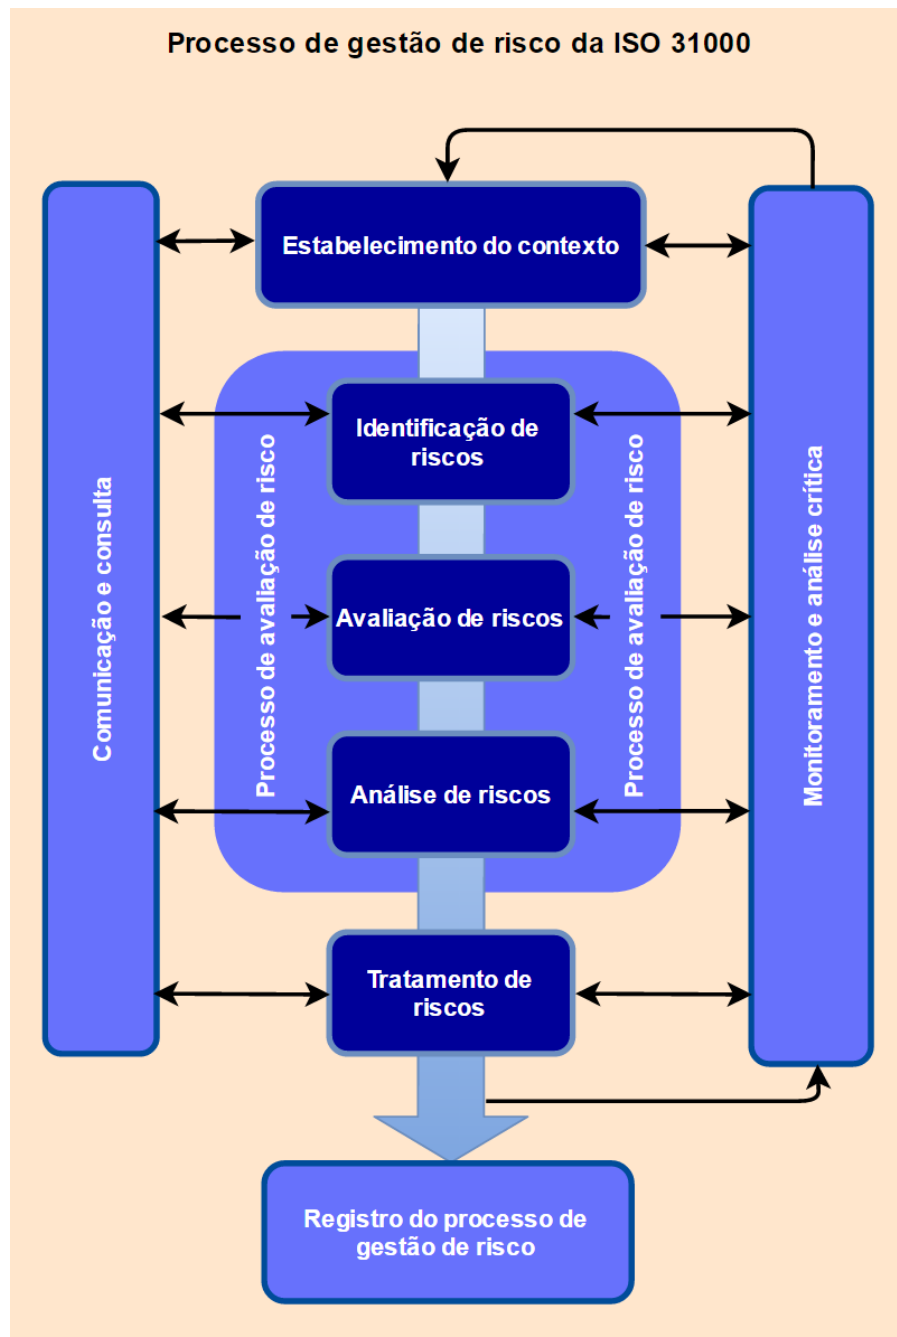 Processo de gestão de risco da ISO 31000
Estabelecimento do contexto
Comunicação e consulta
Processo de avaliação de risco
Identificação de
riscos
Avaliação de riscos
Análise de riscos
Processo de avaliação de risco
Monitoramento e análise crítica
Tratamento de
riscos
Registro do processo de
gestão de risco